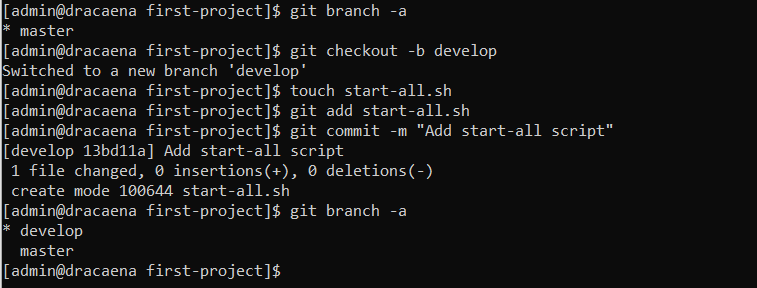 [admin@dracaena first-project]$ git branch -a
* master
[admin@dracaena first-project]$ git checkout -b develop
Switched to a new branch 'develop'
[admin@dracaena first-project]$ touch start-all.sh
[admin@dracaena first-project]$ git add start-all.sh
[admin@dracaena first-project]$ git commit -m "Add start-all script"
[develop 13bd11a] Add start-all script
 1 file changed, 0 insertions(+), 0 deletions(-)
 create mode 100644 start-all.sh
[admin@dracaena first-project]$ git branch -a
* develop
  master
[admin@dracaena first-project]$